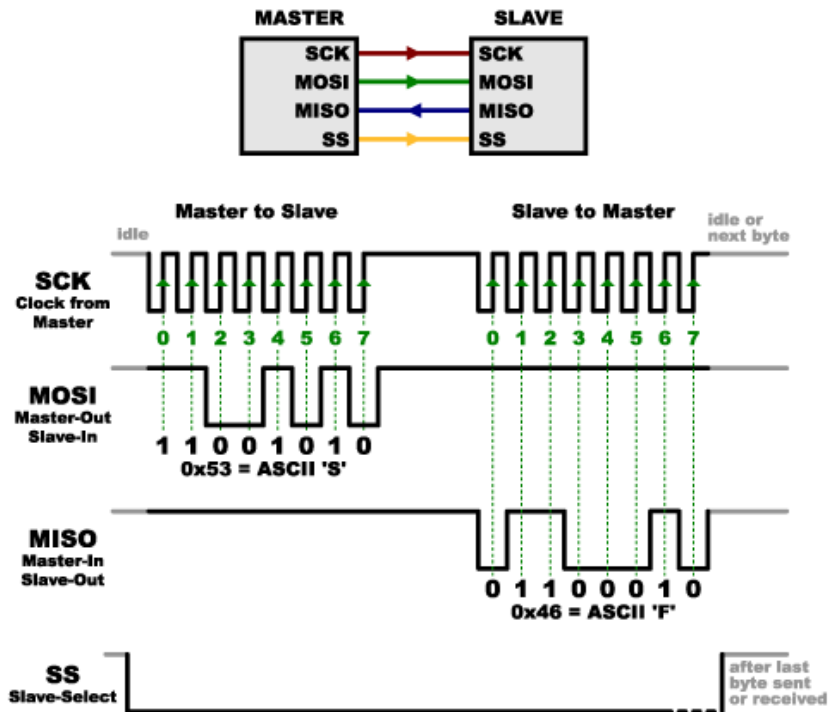 MASTER SLAVE
SCK SCK
MOSI MOSI
MISO MISO
SS SS
Master to Slave Slave to Master
idle
idle or
next byte
SCK
Clock from
Master
0 1 2 3 4 5 6 7 0 1 2 3 4 5 6 7
MOSI
Master-Out
Slave-In
1 1 0 0 1 0 1 0
0x53 = ASCII 'S'
MISO
Master-In
Slave-Out
0 1 1 0 0 0 1 0
0x46 = ASCII 'F'
SS
Slave-Select
after last
byte sent
or received